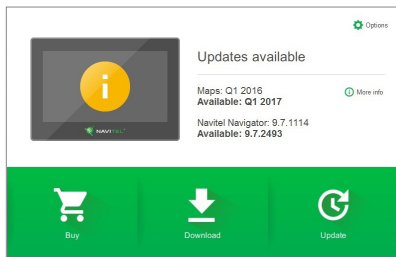 Options
Updates available
Maps: Q1 2016
Available: Q1 2017
More info
Navitel Navigator: 9.7.1114
Available: 9.7.2493
NAVITEL
Buy
Download
Update